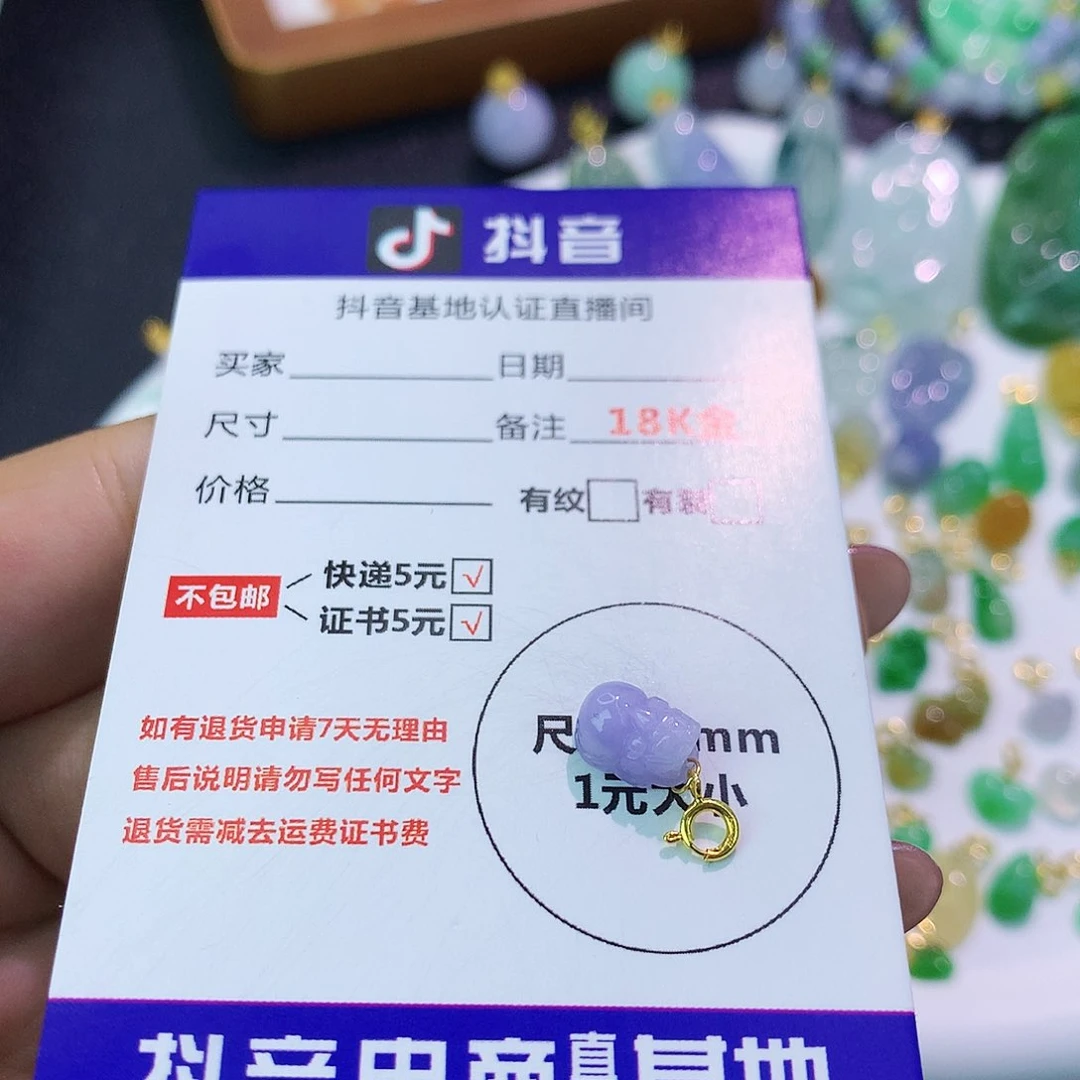 抖音
抖音基地认证直播间
买家 日期
尺寸 备注 18K金
价格 有纹 有裂
不包邮
快递5元 √
证书5元 √
如有退货申请7天无理由
售后说明请勿写任何文字
退货需减去运费证书费
尺 mm
1元大小
抖音电商直播基地